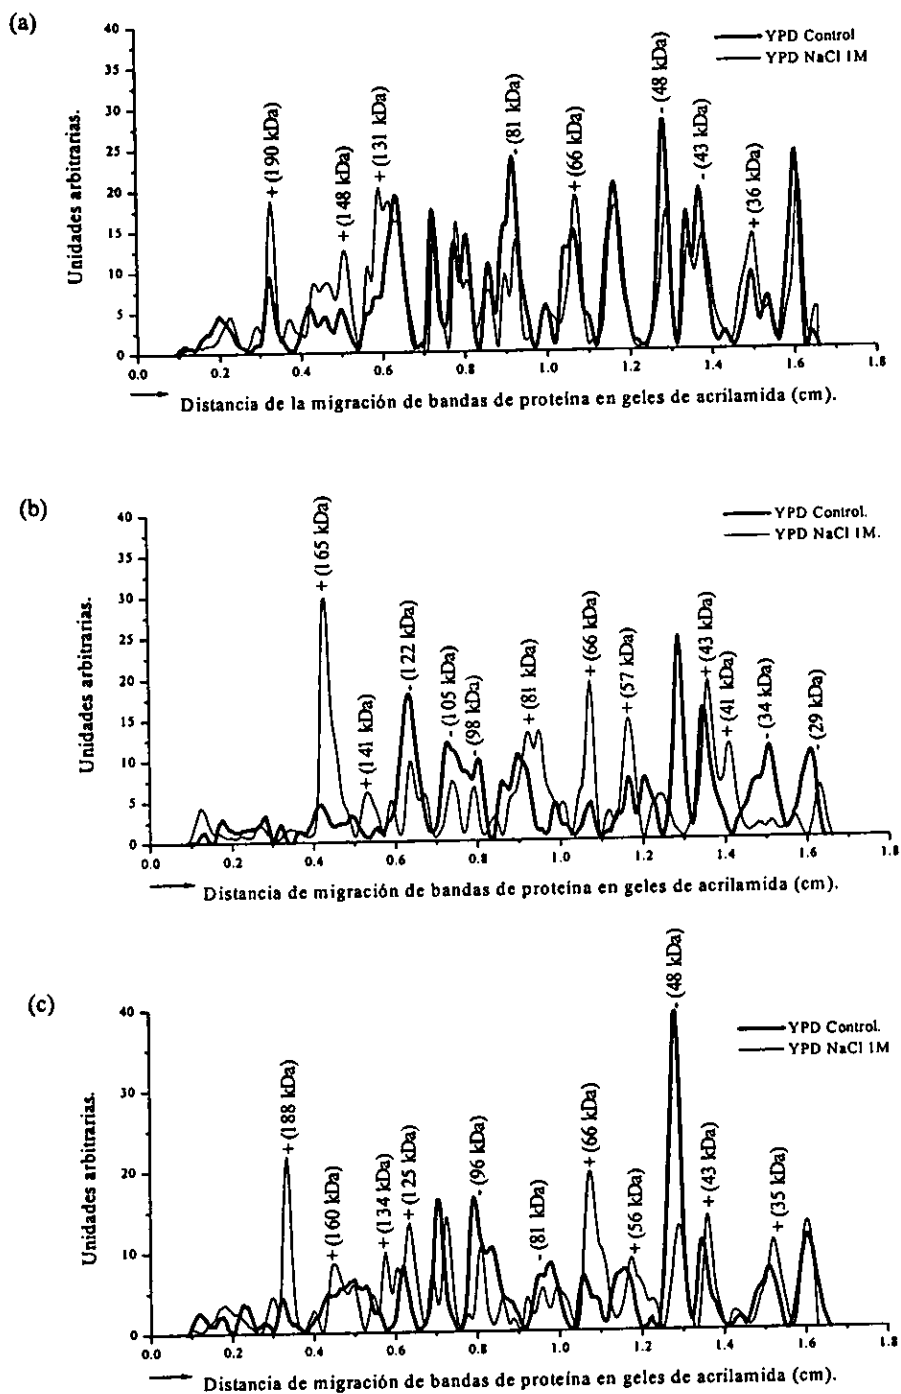 (a)
YPD Control
YPD NaCl 1M
Unidades arbitrarias.
40
35
30
25
20
15
10
5
0
+ (190 kDa)
+ (148 kDa)
+ (131 kDa)
- (81 kDa)
+ (66 kDa)
- (48 kDa)
- (43 kDa)
+ (36 kDa)
0.0 0.2 0.4 0.6 0.8 1.0 1.2 1.4 1.6 1.8
Distancia de la migración de bandas de proteína en geles de acrilamida (cm).
(b)
YPD Control.
YPD NaCl 1M.
Unidades arbitrarias.
40
35
30
25
20
15
10
5
0
+ (165 kDa)
+ (141 kDa)
- (122 kDa)
- (105 kDa)
- (98 kDa)
+ (81 kDa)
+ (66 kDa)
+ (57 kDa)
+ (43 kDa)
+ (41 kDa)
- (34 kDa)
- (29 kDa)
0.0 0.2 0.4 0.6 0.8 1.0 1.2 1.4 1.6 1.8
Distancia de migración de bandas de proteína en geles de acrilamida (cm).
(c)
YPD Control.
YPD NaCl 1M
Unidades arbitrarias.
40
30
20
10
0
+ (188 kDa)
+ (160 kDa)
+ (134 kDa)
+ (125 kDa)
- (96 kDa)
- (81 kDa)
+ (66 kDa)
+ (56 kDa)
- (48 kDa)
+ (43 kDa)
+ (35 kDa)
0.0 0.2 0.4 0.6 0.8 1.0 1.2 1.4 1.6 1.8
Distancia de migración de bandas de proteína en geles de acrilamida (cm).